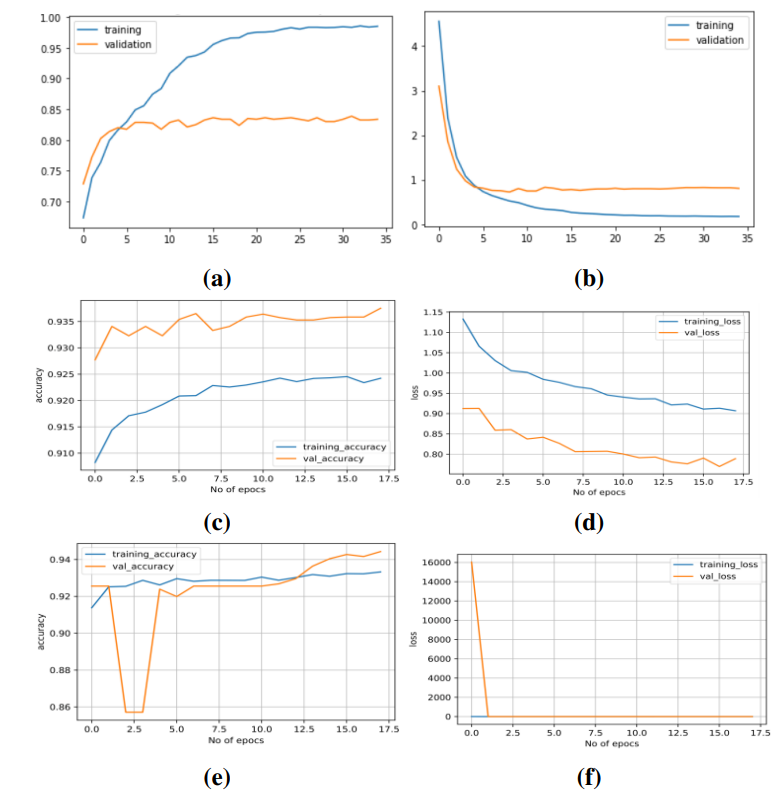 training
validation
1.00
0.95
0.90
0.85
0.80
0.75
0.70
0 5 10 15 20 25 30 35
(a)
training
validation
4
3
2
1
0
0 5 10 15 20 25 30 35
(b)
accuracy
0.935
0.930
0.925
0.920
0.915
0.910
training_accuracy
val_accuracy
0.0 2.5 5.0 7.5 10.0 12.5 15.0 17.5
No of epocs
(c)
loss
1.15
1.10
1.05
1.00
0.95
0.90
0.85
0.80
training_loss
val_loss
0.0 2.5 5.0 7.5 10.0 12.5 15.0 17.5
No of epocs
(d)
accuracy
0.94
0.92
0.90
0.88
0.86
training_accuracy
val_accuracy
0.0 2.5 5.0 7.5 10.0 12.5 15.0 17.5
No of epocs
(e)
loss
16000
14000
12000
10000
8000
6000
4000
2000
0
training_loss
val_loss
0.0 2.5 5.0 7.5 10.0 12.5 15.0 17.5
No of epocs
(f)